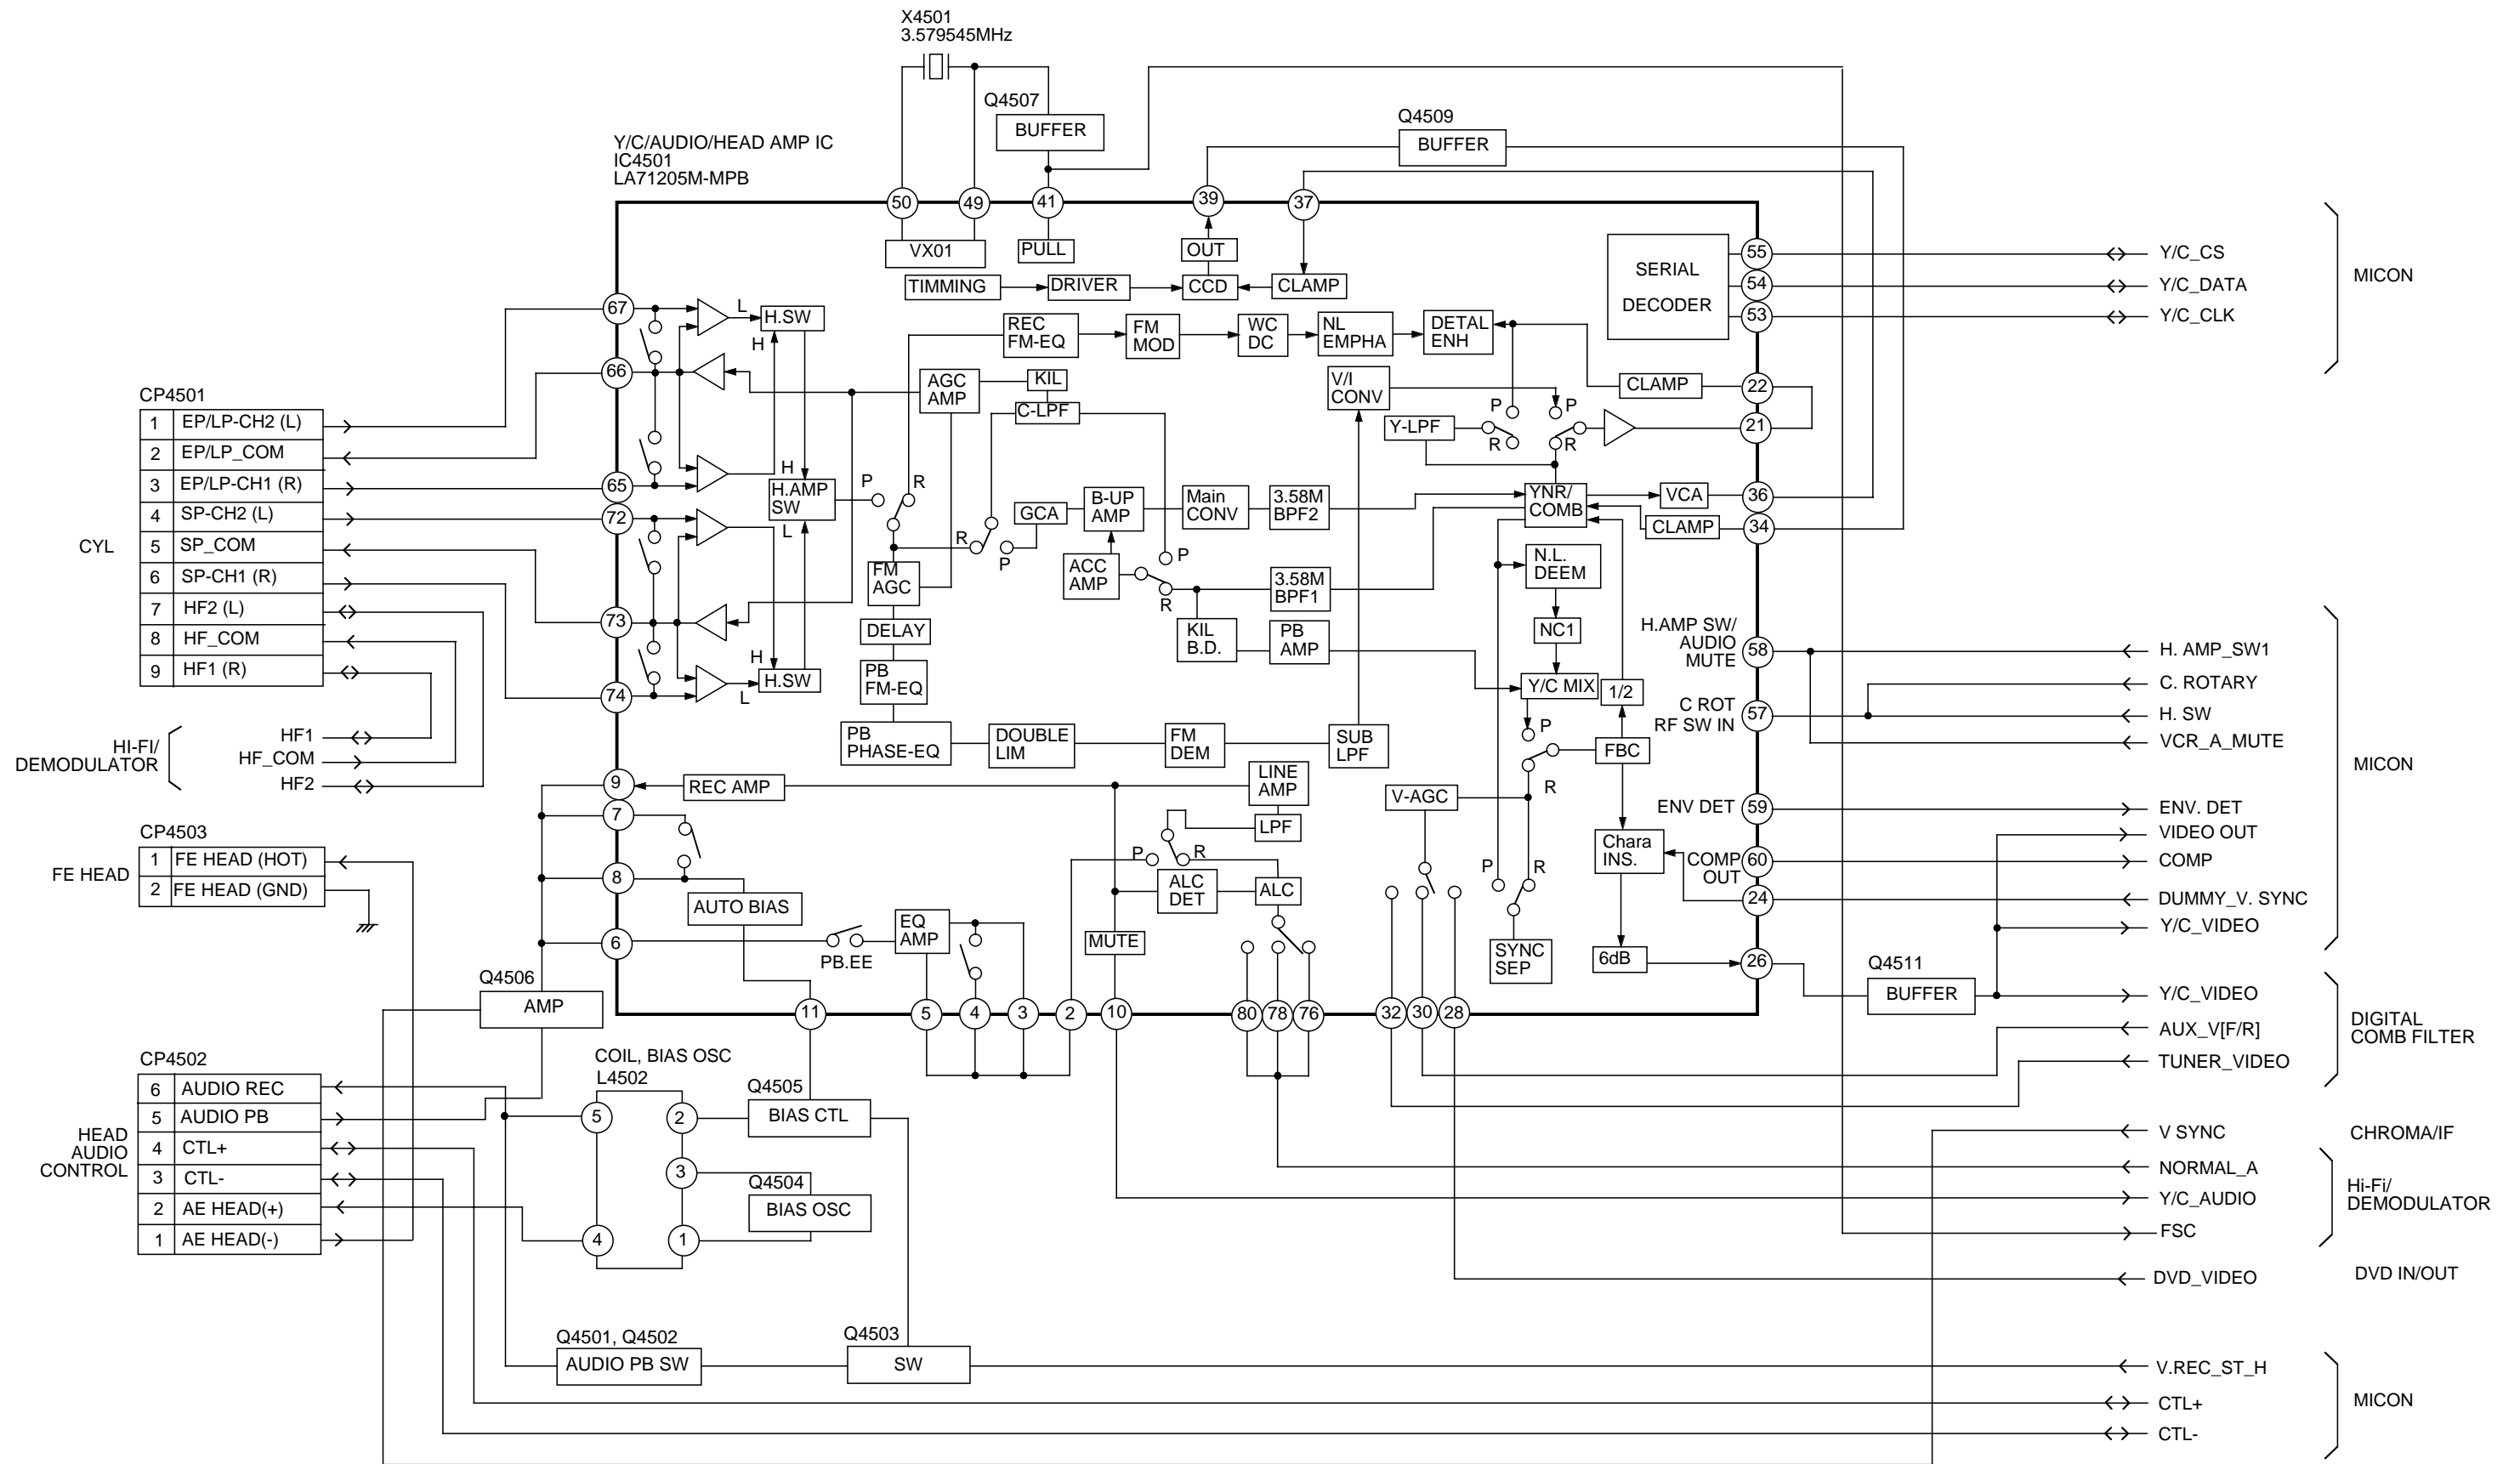 X4501
3.579545MHz
Q4507
BUFFER
Q4509
BUFFER
Y/C/AUDIO/HEAD AMP IC
IC4501
LA71205M-MPB
50
49
41
39
37
VX01
PULL
OUT
TIMMING
DRIVER
CCD
CLAMP
SERIAL
DECODER
55
54
53
Y/C_CS
Y/C_DATA
Y/C_CLK
MICON
67
66
65
72
73
74
L
H.SW
H
H
H.AMP
SW
L
H
H.SW
L
REC
FM-EQ
FM
MOD
WC
DC
NL
EMPHA
DETAL
ENH
AGC
AMP
KIL
C-LPF
V/I
CONV
CLAMP
22
21
Y-LPF
P
R
P
R
P
R
FM
AGC
R
P
GCA
B-UP
AMP
Main
CONV
3.58M
BPF2
YNR/
COMB
VCA
36
CLAMP
34
ACC
AMP
P
R
3.58M
BPF1
N.L.
DEEM
DELAY
KIL
B.D.
PB
AMP
NC1
PB
FM-EQ
Y/C MIX
1/2
PB
PHASE-EQ
DOUBLE
LIM
FM
DEM
SUB
LPF
P
R
FBC
CP4501
1 EP/LP-CH2 (L)
2 EP/LP_COM
3 EP/LP-CH1 (R)
4 SP-CH2 (L)
5 SP_COM
6 SP-CH1 (R)
7 HF2 (L)
8 HF_COM
9 HF1 (R)
CYL
HI-FI/
DEMODULATOR
HF1
HF_COM
HF2
H.AMP SW/
AUDIO
MUTE
58
C ROT
RF SW IN
57
H. AMP_SW1
C. ROTARY
H. SW
VCR_A_MUTE
MICON
ENV DET
59
ENV. DET
VIDEO OUT
COMP
OUT
60
COMP
24
DUMMY_V. SYNC
Y/C_VIDEO
9
7
8
6
REC AMP
LINE
AMP
LPF
V-AGC
Chara
INS.
P
R
ALC
DET
ALC
AUTO BIAS
EQ
AMP
PB.EE
MUTE
P
R
SYNC
SEP
6dB
26
Q4511
BUFFER
Y/C_VIDEO
AUX_V[F/R]
TUNER_VIDEO
DIGITAL
COMB FILTER
CP4503
1 FE HEAD (HOT)
2 FE HEAD (GND)
FE HEAD
Q4506
AMP
11
5
4
3
2
10
80
78
76
32
30
28
CP4502
6 AUDIO REC
5 AUDIO PB
4 CTL+
3 CTL-
2 AE HEAD(+)
1 AE HEAD(-)
HEAD
AUDIO
CONTROL
COIL, BIAS OSC
L4502
5
2
3
4
1
Q4505
BIAS CTL
Q4504
BIAS OSC
V SYNC
CHROMA/IF
NORMAL_A
Y/C_AUDIO
FSC
Hi-Fi/
DEMODULATOR
DVD_VIDEO
DVD IN/OUT
Q4501, Q4502
AUDIO PB SW
Q4503
SW
V.REC_ST_H
CTL+
CTL-
MICON